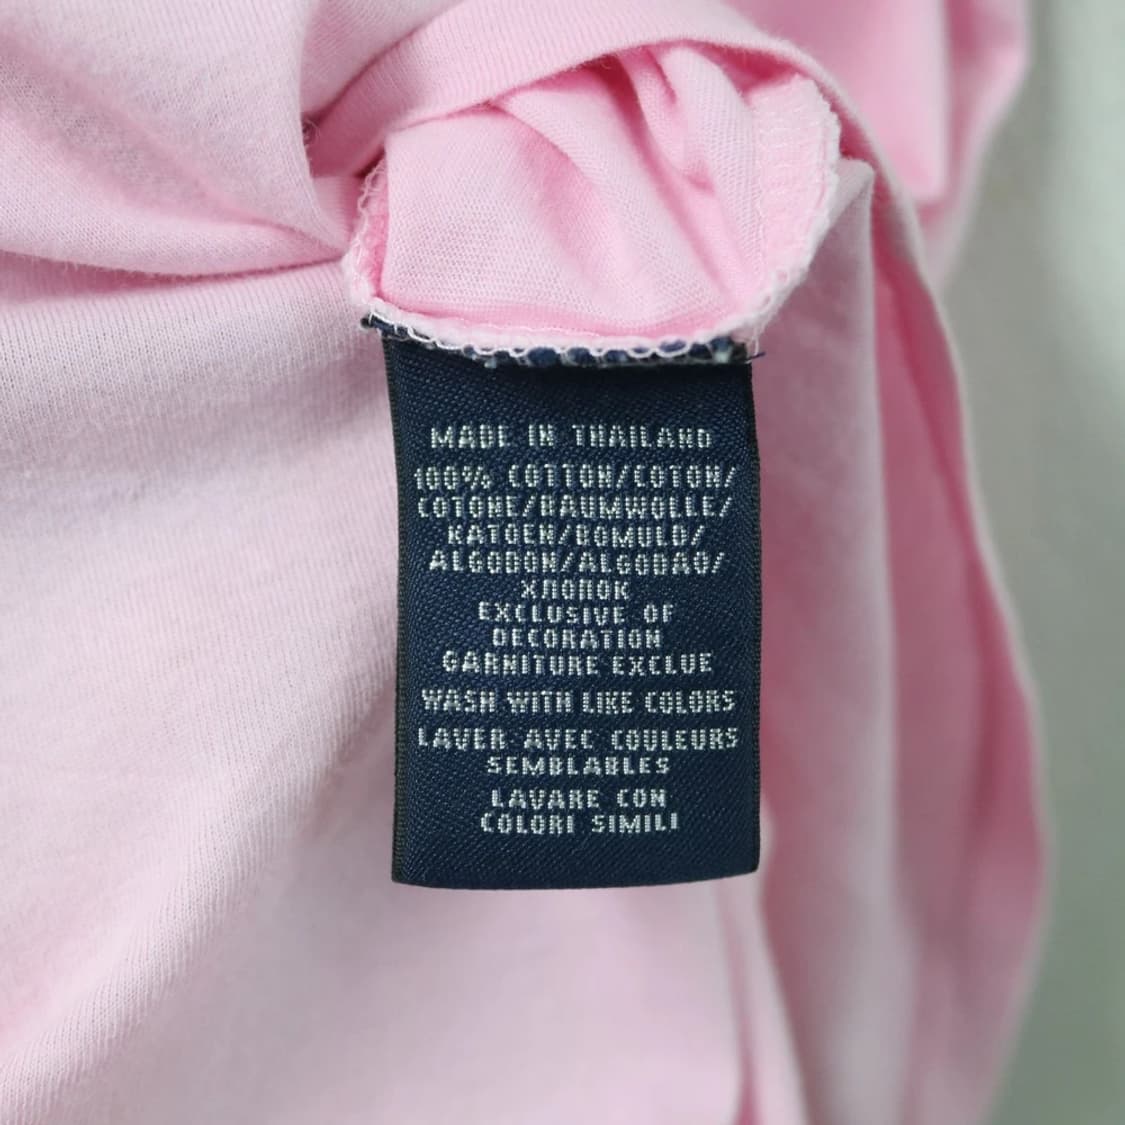 MADE IN THAILAND
100% COTTON/COTON/
COTONE/BAUMWOLLE/
KATOEN/BOMULD/
ALGODON/ALGODAO/
ХЛОПОК
EXCLUSIVE OF
DECORATION
GARNITURE EXCLUE
WASH WITH LIKE COLORS
LAVER AVEC COULEURS
SEMBLABLES
LAVARE CON
COLORI SIMILI